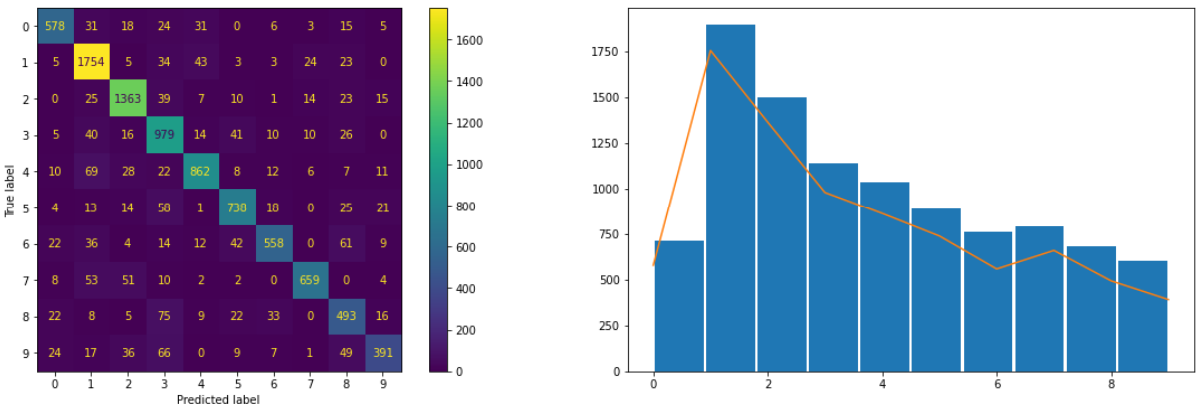 0 578 31 18 24 31 0 6 3 15 5
1 5 1754 5 34 43 3 3 24 23 0
2 0 25 1363 39 7 10 1 14 23 15
3 5 40 16 979 14 41 10 10 26 0
4 10 69 28 22 862 8 12 6 7 11
5 4 13 14 58 1 738 18 0 25 21
6 22 36 4 14 12 42 558 0 61 9
7 8 53 51 10 2 2 0 659 0 4
8 22 8 5 75 9 22 33 0 493 16
9 24 17 36 66 0 9 7 1 49 391
0 1 2 3 4 5 6 7 8 9
Predicted label
True label
1600
1400
1200
1000
800
600
400
200
0
1750
1500
1250
1000
750
500
250
0
0 2 4 6 8